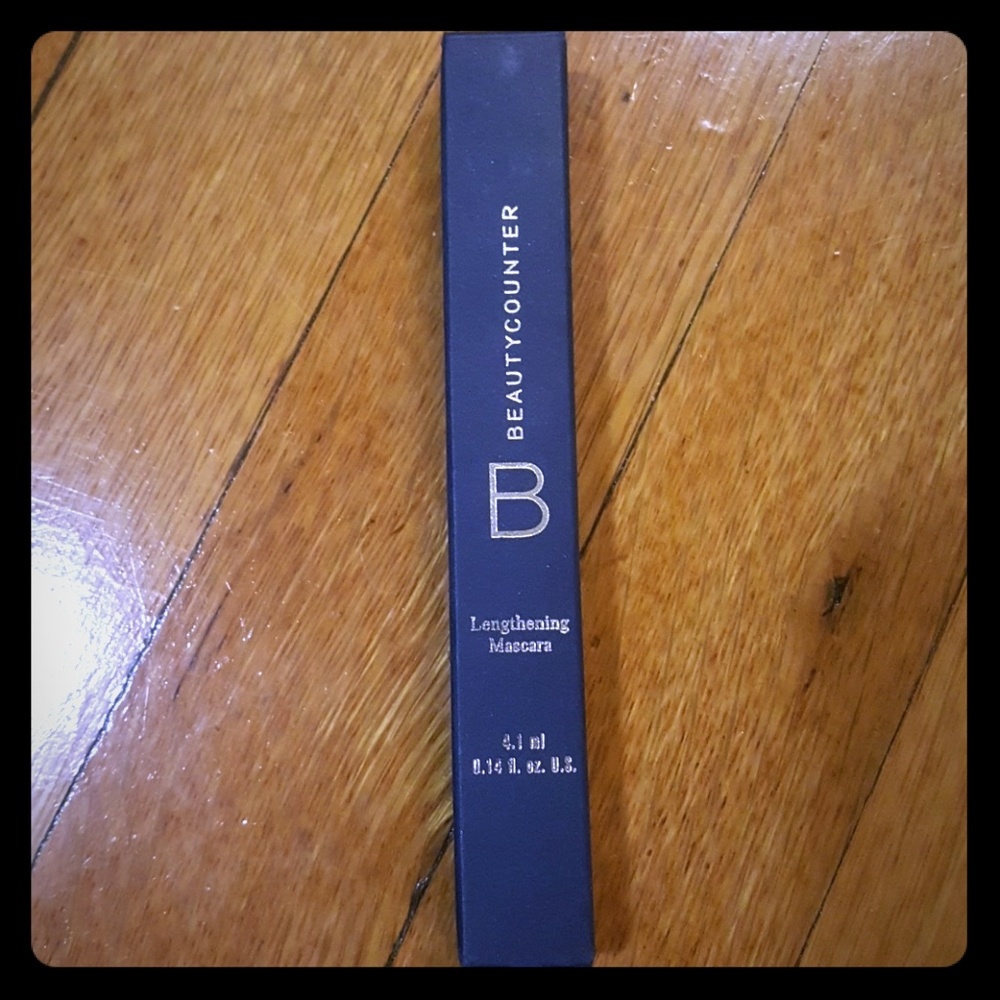 BEAUTYCOUNTER
B
Lengthening
Mascara
4.1 ml
0.14 fl. oz. U.S.